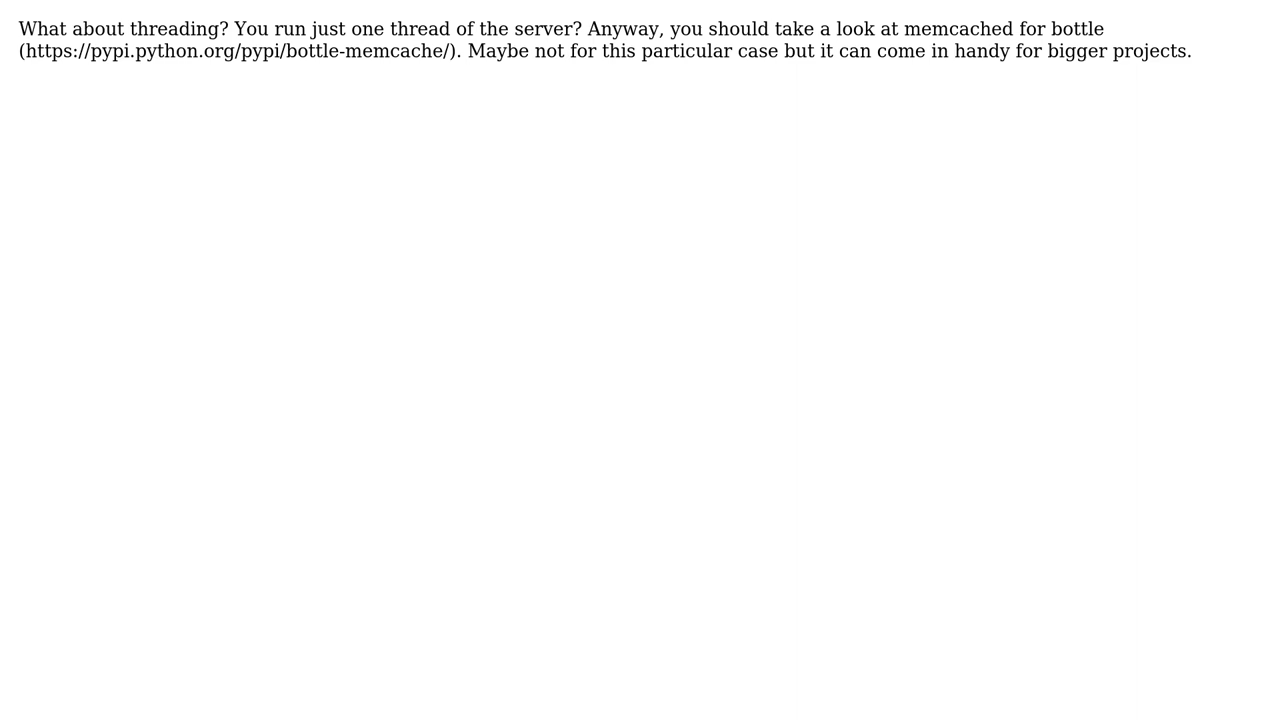 What about threading? You run just one thread of the server? Anyway, you should take a look at memcached for bottle
(https://pypi.python.org/pypi/bottle-memcache/). Maybe not for this particular case but it can come in handy for bigger projects.